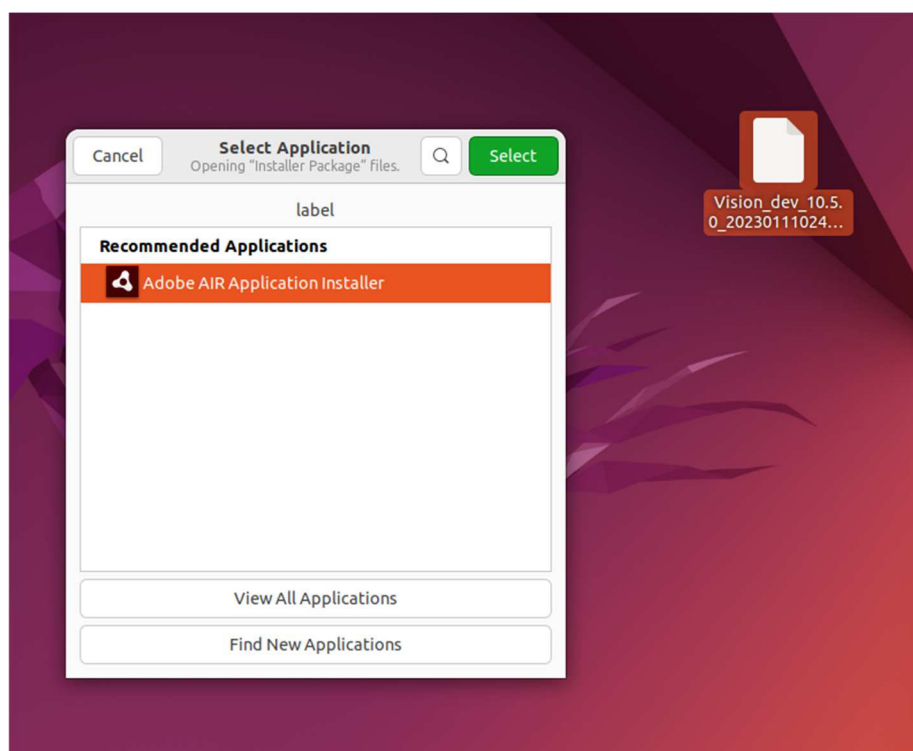 Cancel
Select Application
Opening "Installer Package" files.
Select
label
Recommended Applications
Adobe AIR Application Installer
View All Applications
Find New Applications
Vision_dev_10.5.
0_20230111024...